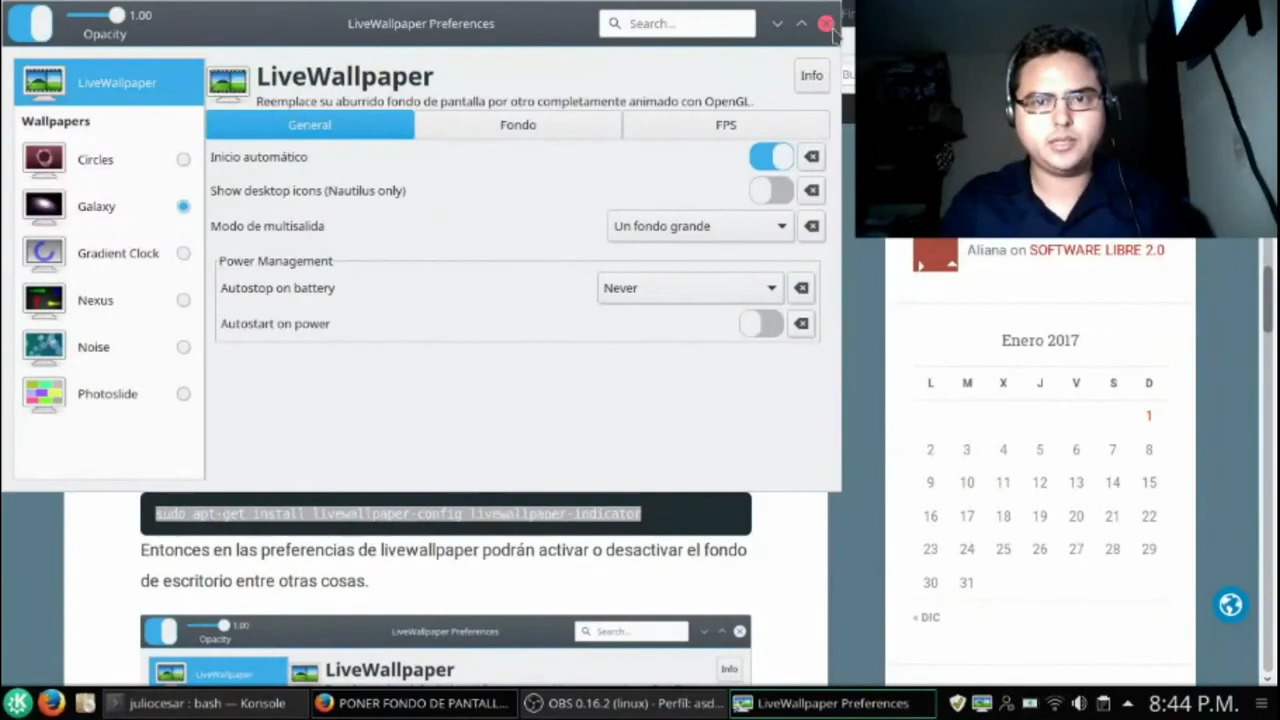 1.00
Opacity
LiveWallpaper Preferences
Search...
LiveWallpaper
Wallpapers
Circles
Galaxy
Gradient Clock
Nexus
Noise
Photoslide
LiveWallpaper
Info
Reemplace su aburrido fondo de pantalla por otro completamente animado con OpenGL.
General
Fondo
FPS
Inicio automático
Show desktop icons (Nautilus only)
Modo de multisalida
Un fondo grande
Power Management
Autostop on battery
Never
Autostart on power
sudo apt-get install livewallpaper-config livewallpaper-indicator
Entonces en las preferencias de livewallpaper podrán activar o desactivar el fondo
de escritorio entre otras cosas.
1.00
Opacity
LiveWallpaper Preferences
Search...
LiveWallpaper
LiveWallpaper
Info
Aliana on SOFTWARE LIBRE 2.0
Enero 2017
L M X J V S D
1
2 3 4 5 6 7 8
9 10 11 12 13 14 15
16 17 18 19 20 21 22
23 24 25 26 27 28 29
30 31
« DIC
juliocesar : bash — Konsole
PONER FONDO DE PANTALL...
OBS 0.16.2 (linux) - Perfil: asd...
LiveWallpaper Preferences
8:44 P.M.